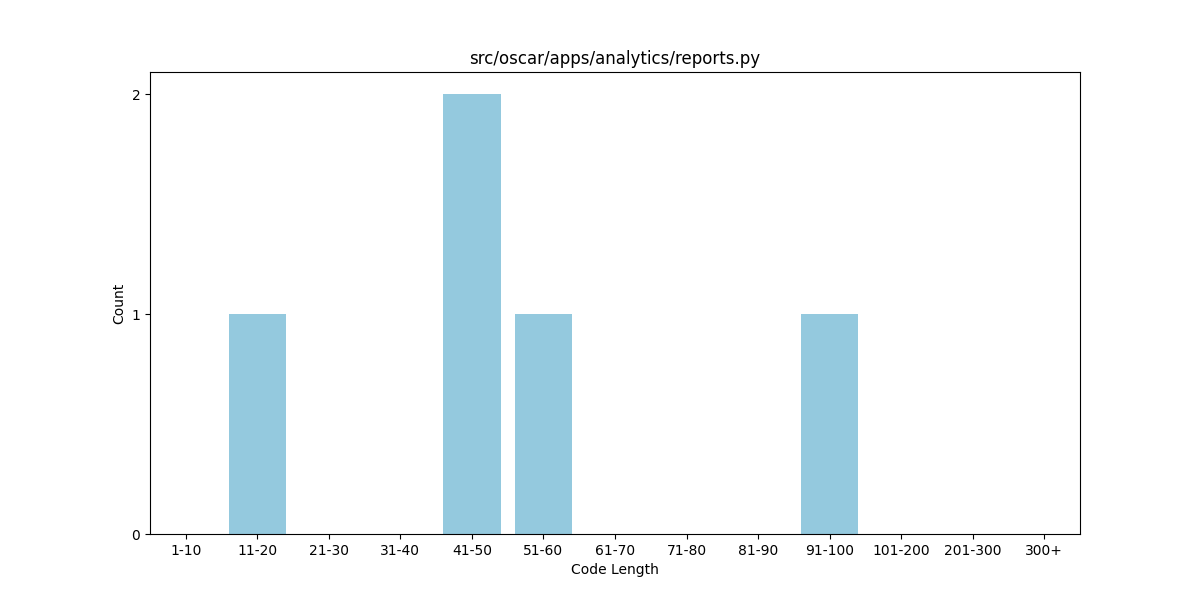 src/oscar/apps/analytics/reports.py
2
1
0
Count
1-10 11-20 21-30 31-40 41-50 51-60 61-70 71-80 81-90 91-100 101-200 201-300 300+
Code Length